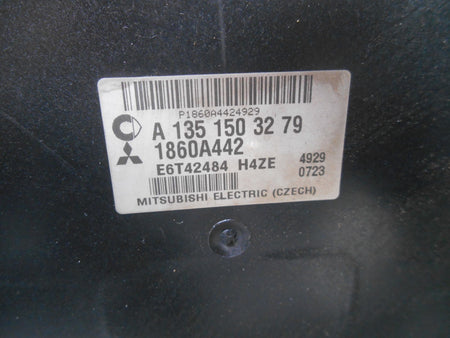 P1860A4424929
A 135 150 32 79
1860A442
E6T42484 H4ZE 4929
0723
MITSUBISHI ELECTRIC (CZECH)